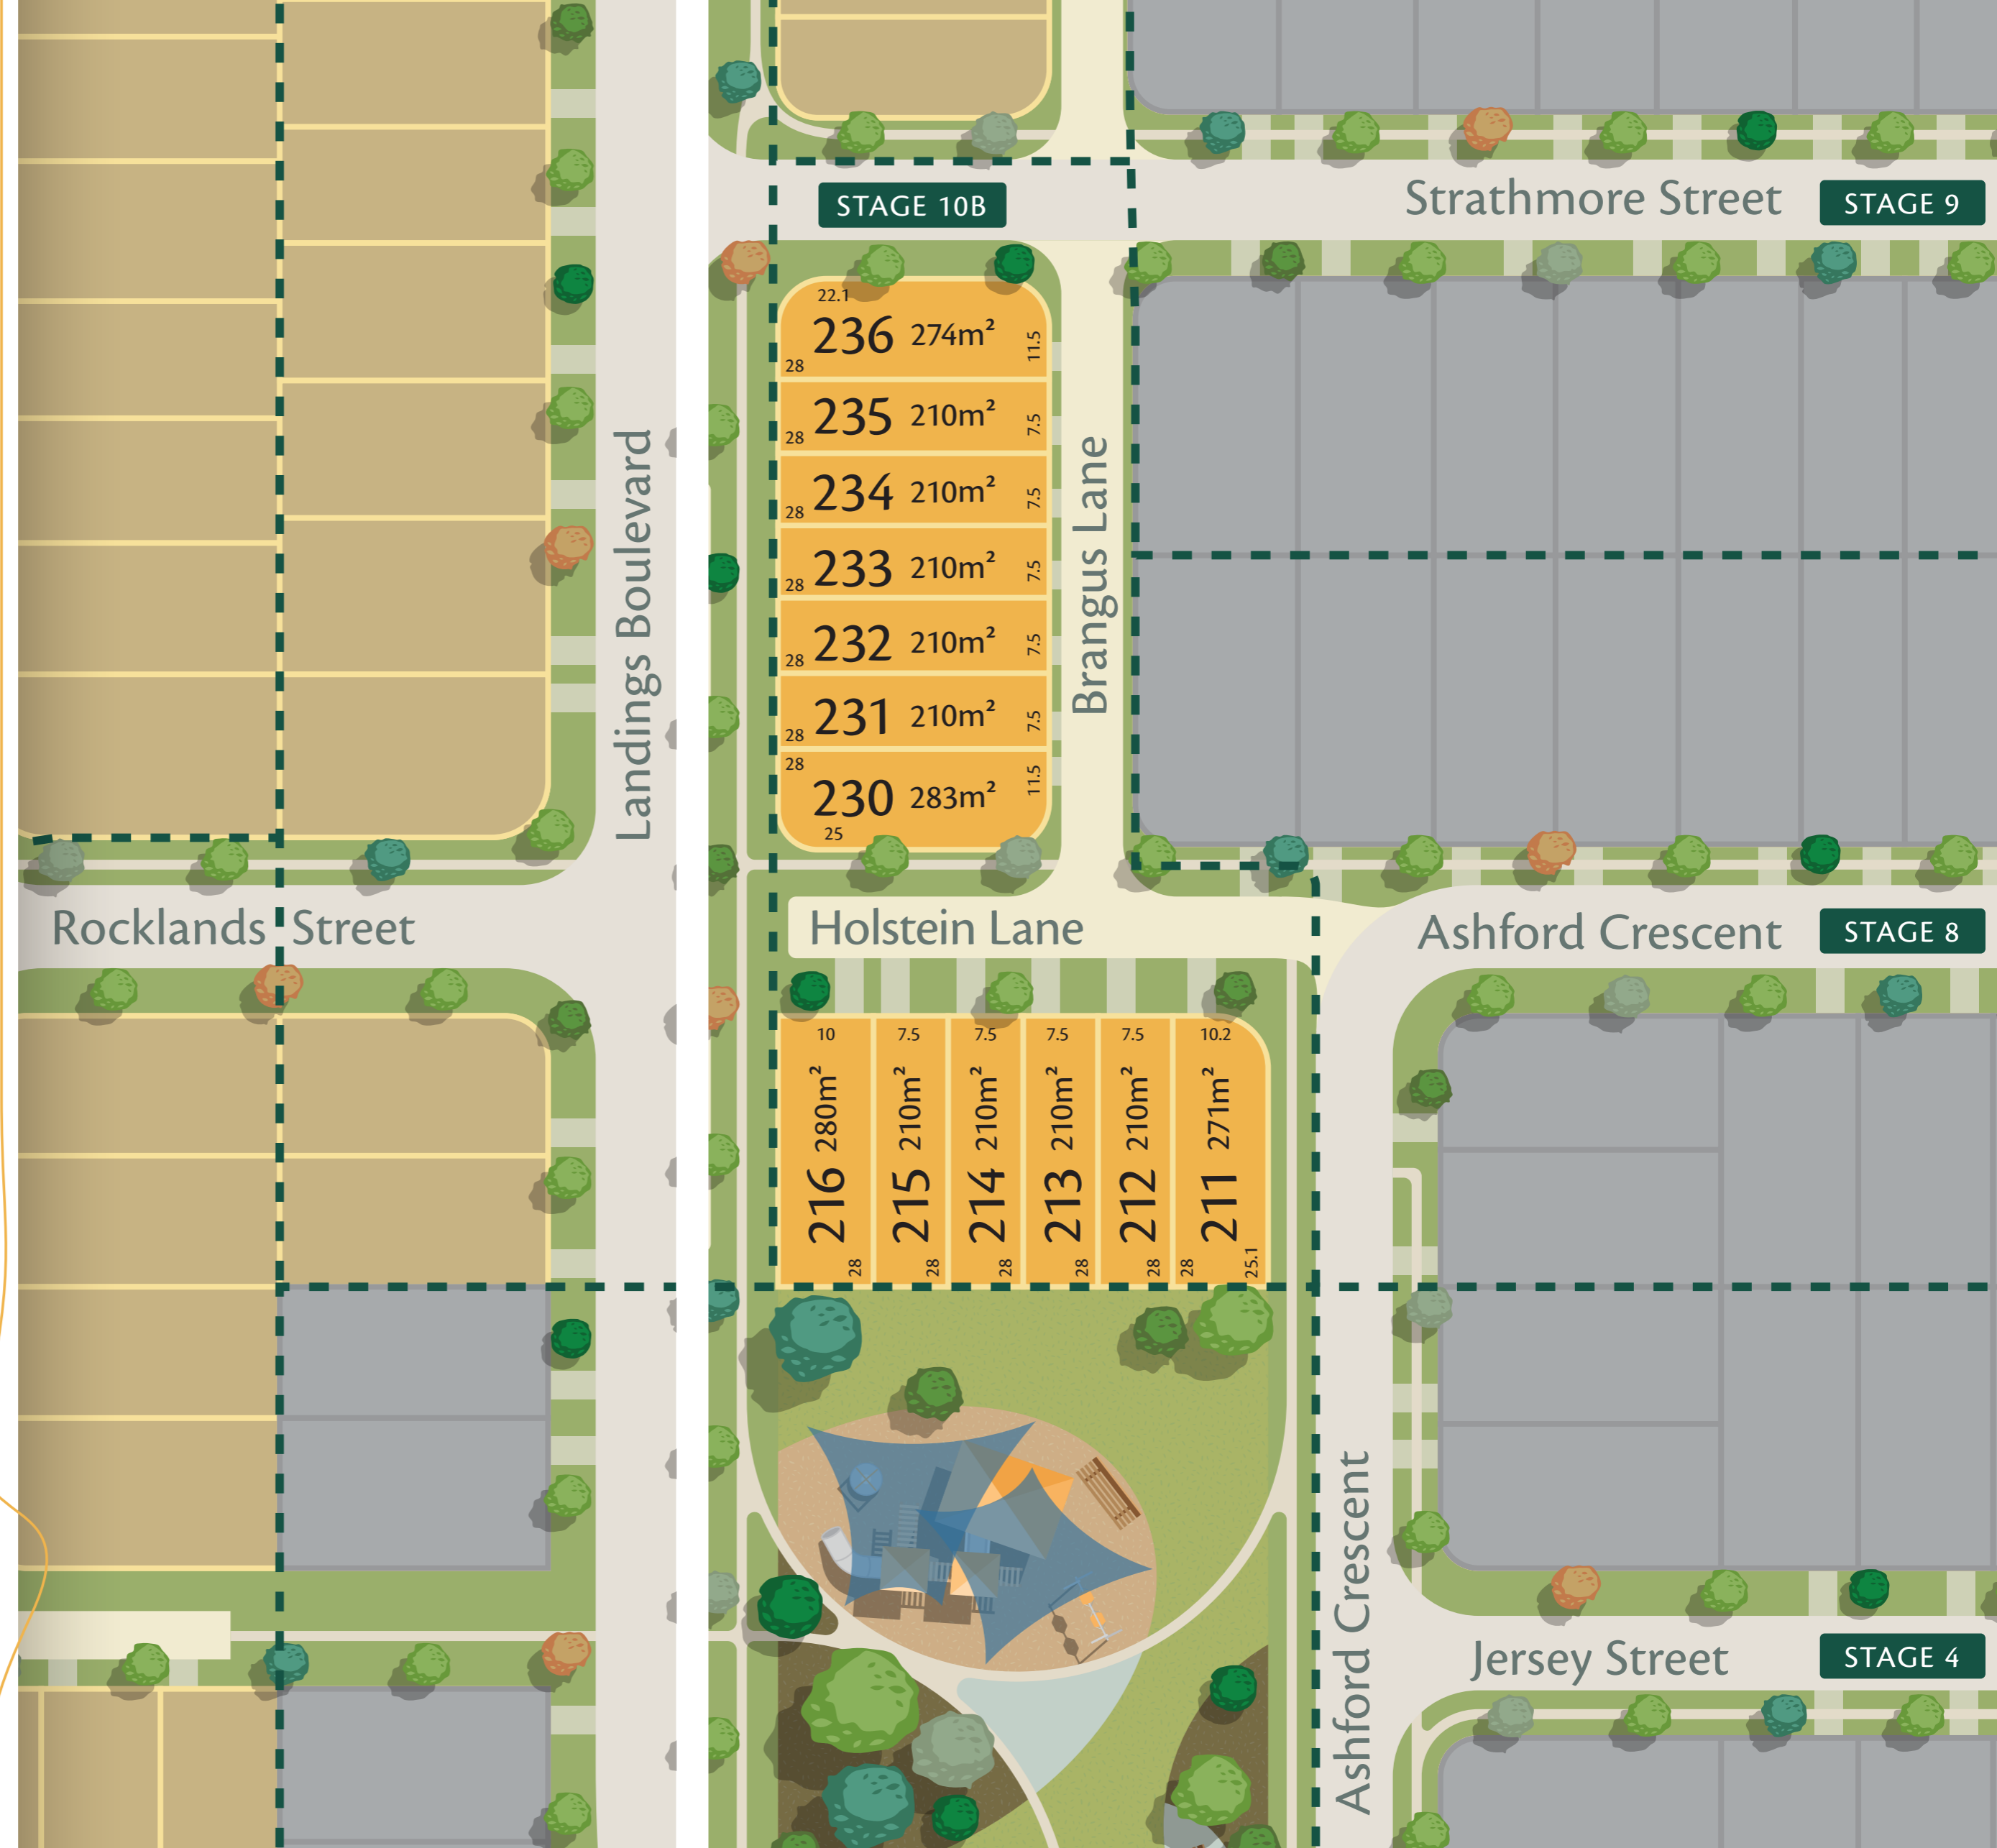 STAGE 10B
Strathmore Street
STAGE 9
22.1
236 274m²
28
11.5
235 210m²
28
7.5
234 210m²
28
7.5
233 210m²
28
7.5
232 210m²
28
7.5
231 210m²
28
7.5
28
230 283m²
11.5
25
Landings Boulevard
Brangus Lane
Rocklands Street
Holstein Lane
Ashford Crescent
STAGE 8
10
216 280m²
28
7.5
215 210m²
28
7.5
214 210m²
28
7.5
213 210m²
28
7.5
212 210m²
28
10.2
211 271m²
28
25.1
Ashford Crescent
Jersey Street
STAGE 4